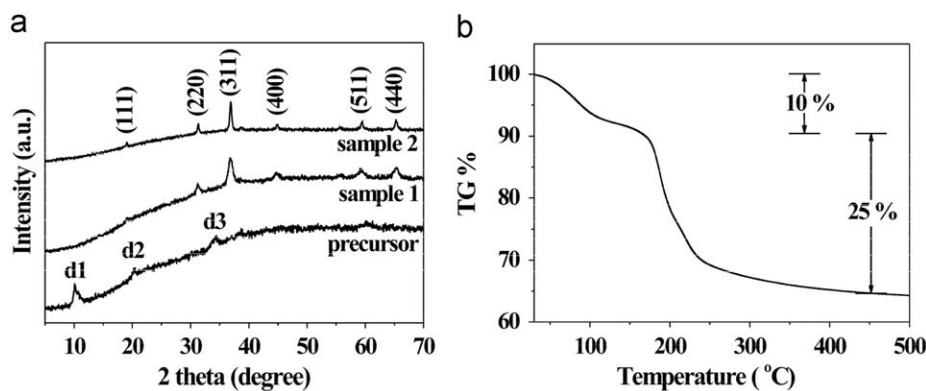 a
(111)
(220)
(311)
(400)
(511)
(440)
sample 2
sample 1
precursor
d1
d2
d3
Intensity (a.u.)
10 20 30 40 50 60 70
2 theta (degree)
b
100
90
80
70
60
TG %
10 %
25 %
100 200 300 400 500
Temperature ( °C)